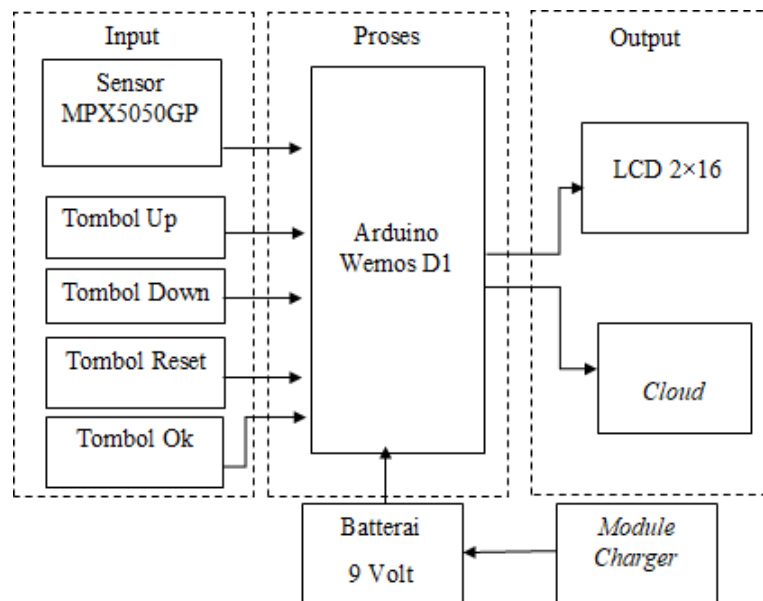 Input
Sensor
MPX5050GP
Tombol Up
Tombol Down
Tombol Reset
Tombol Ok
Proses
Arduino
Wemos D1
Output
LCD 2×16
Cloud
Batterai
9 Volt
Module
Charger